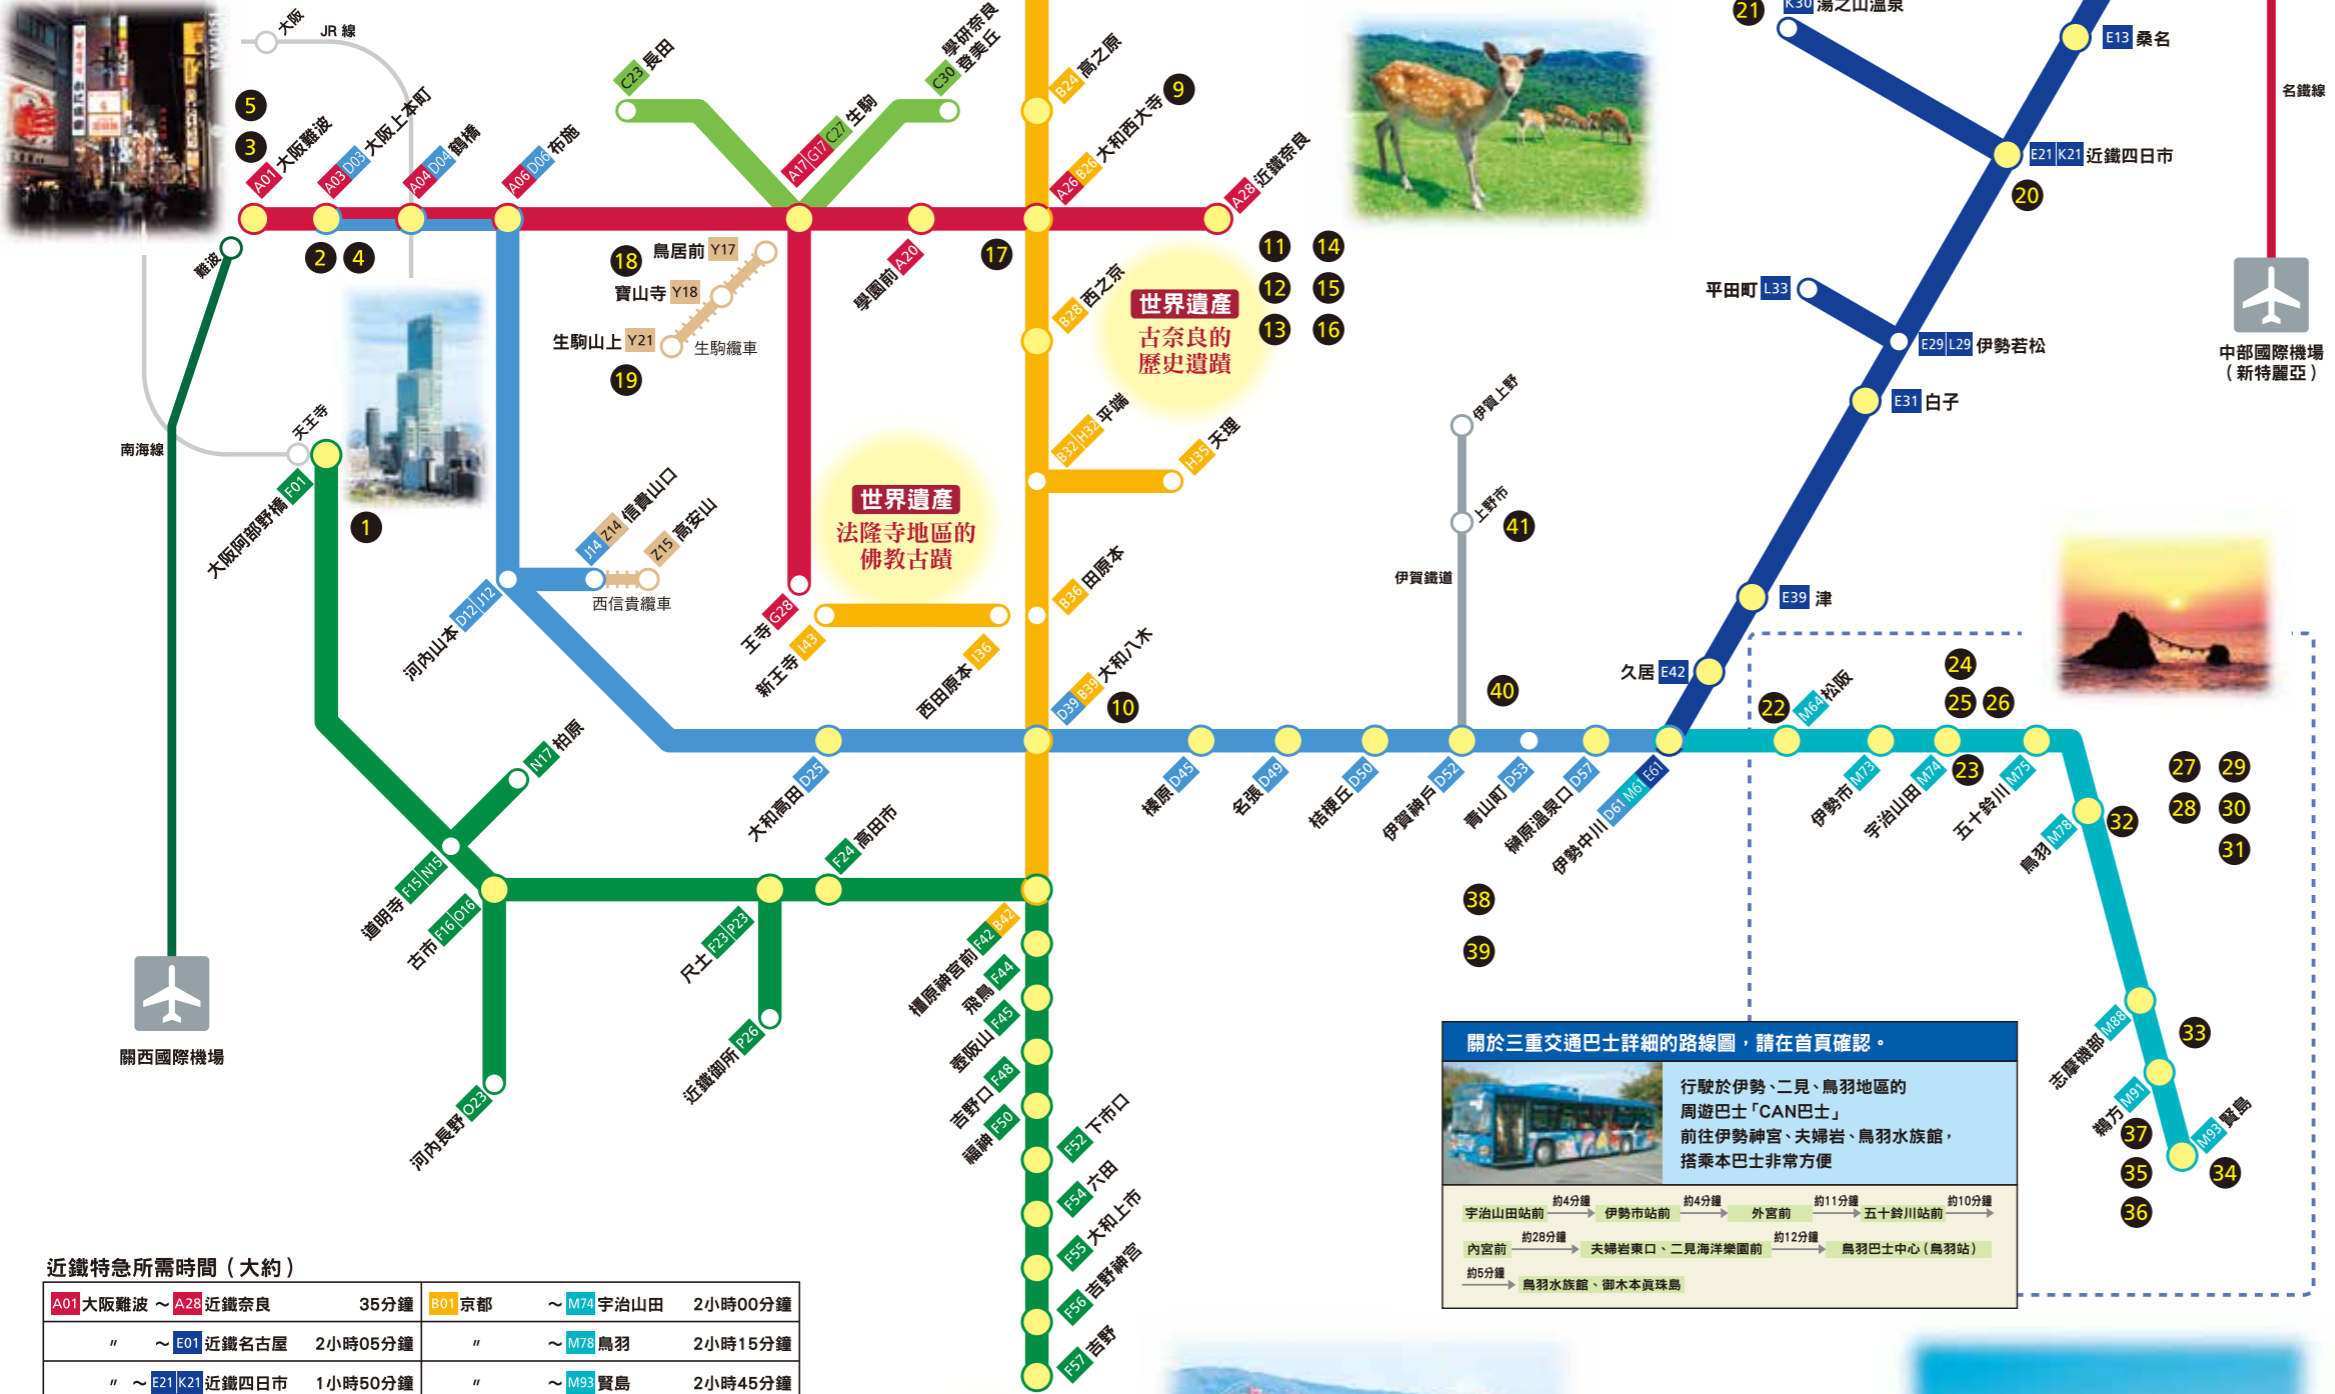 大阪
JR 線
5
3
A01 大阪難波
A03 D03 大阪上本町
A04 D04 鶴橋
A06 D06 布施
2 4
難波
南海線
關西國際機場
天王寺
大阪阿部野橋 F01
1
C23 長田
C30 學研奈良
登美丘
A17 G17 C27 生駒
學園前 A20
17
18
鳥居前 Y17
寶山寺 Y18
生駒山上 Y21
生駒纜車
19
B24 高之原
A26 B26 大和西大寺
9
A28 近鐵奈良
B28 西之京
世界遺產
古奈良的
歷史遺蹟
11 14
12 15
13 16
B32 H32 平端
H35 天理
世界遺產
法隆寺地區的
佛教古蹟
J14 Z14 信貴山口
Z15 高安山
西信貴纜車
河內山本 D12 J12
王寺 G28
新王寺 I43
西田原本 I36
B36 田原本
D39 B39 大和八木
10
N17 柏原
道明寺 F15 N15
古市 F16 O16
河內長野 O23
大和高田 D25
F24 高田市
尺土 F23 P23
近鐵御所 P26
橿原神宮前 F42 B42
飛鳥 F44
壺阪山 F45
吉野口 F48
福神 F50
F52 下市口
F54 六田
F55 大和上市
F56 吉野神宮
F57 吉野
榛原 D45
名張 D49
桔梗丘 D50
伊賀神戶 D52
青山町 D53
榊原溫泉口 D57
伊勢中川 D61 M61 E61
伊賀上野
上野市
41
伊賀鐵道
40
38
39
21
K30 湯之山溫泉
E13 桑名
E21 K21 近鐵四日市
20
平田町 L33
E29 L29 伊勢若松
E31 白子
E39 津
久居 E42
名鐵線
中部國際機場
（新特麗亞）
22
M64 松阪
24
25 26
伊勢市 M73
宇治山田 M74
23
五十鈴川 M75
27 29
28 30
31
鳥羽 M78
32
志摩磯部 M88
33
鵜方 M91
37
35
36
M93 賢島
34
關於三重交通巴士詳細的路線圖，請在首頁確認。
行駛於伊勢、二見、鳥羽地區的
周遊巴士「CAN巴士」
前往伊勢神宮、夫婦岩、鳥羽水族館，
搭乘本巴士非常方便
宇治山田站前 約4分鐘 伊勢市站前 約4分鐘 外宮前 約11分鐘 五十鈴川站前 約10分鐘
內宮前 約28分鐘 夫婦岩東口、二見海洋樂園前 約12分鐘 鳥羽巴士中心（鳥羽站）
約5分鐘 鳥羽水族館、御木本眞珠島
近鐵特急所需時間（大約）
A01 大阪難波 ～ A28 近鐵奈良 35分鐘 B01 京都 ～ M74 宇治山田 2小時00分鐘
〃 ～ E01 近鐵名古屋 2小時05分鐘 〃 ～ M78 鳥羽 2小時15分鐘
〃 ～ E21 K21 近鐵四日市 1小時50分鐘 〃 ～ M93 賢島 2小時45分鐘